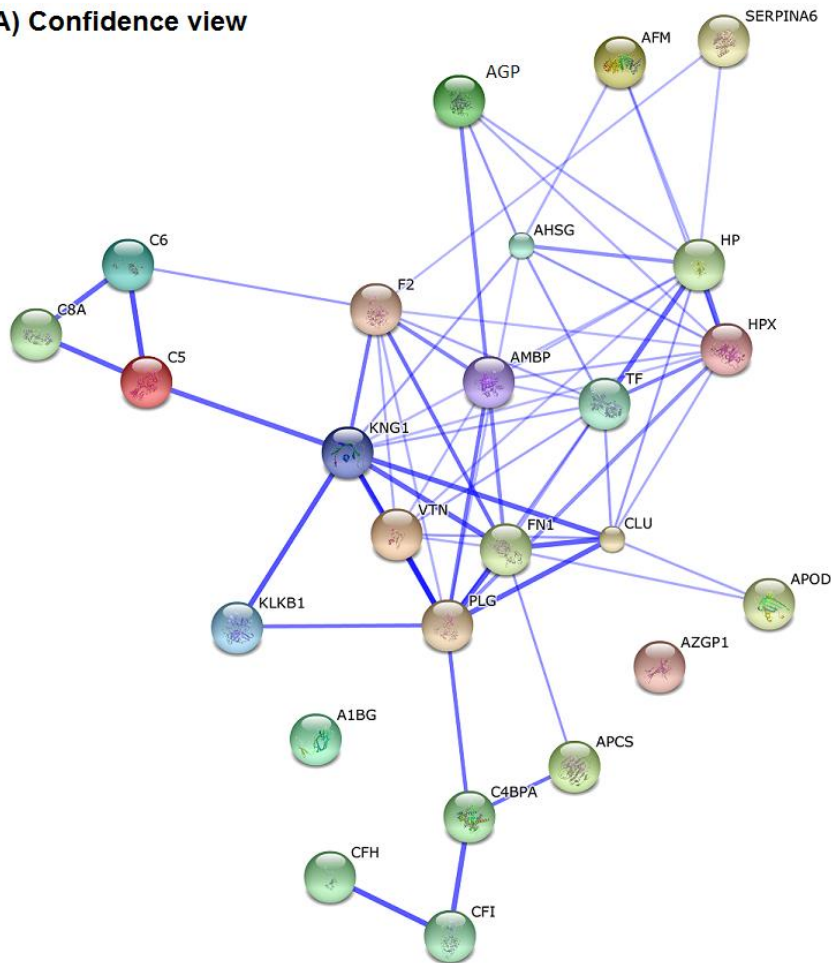 A) Confidence view
SERPINA6
AFM
AGP
AHSG
HP
C6
F2
C8A
HPX
C5
AMBP
TF
KNG1
VTN
FN1
CLU
APOD
KLKB1
PLG
AZGP1
A1BG
APCS
C4BPA
CFH
CFI